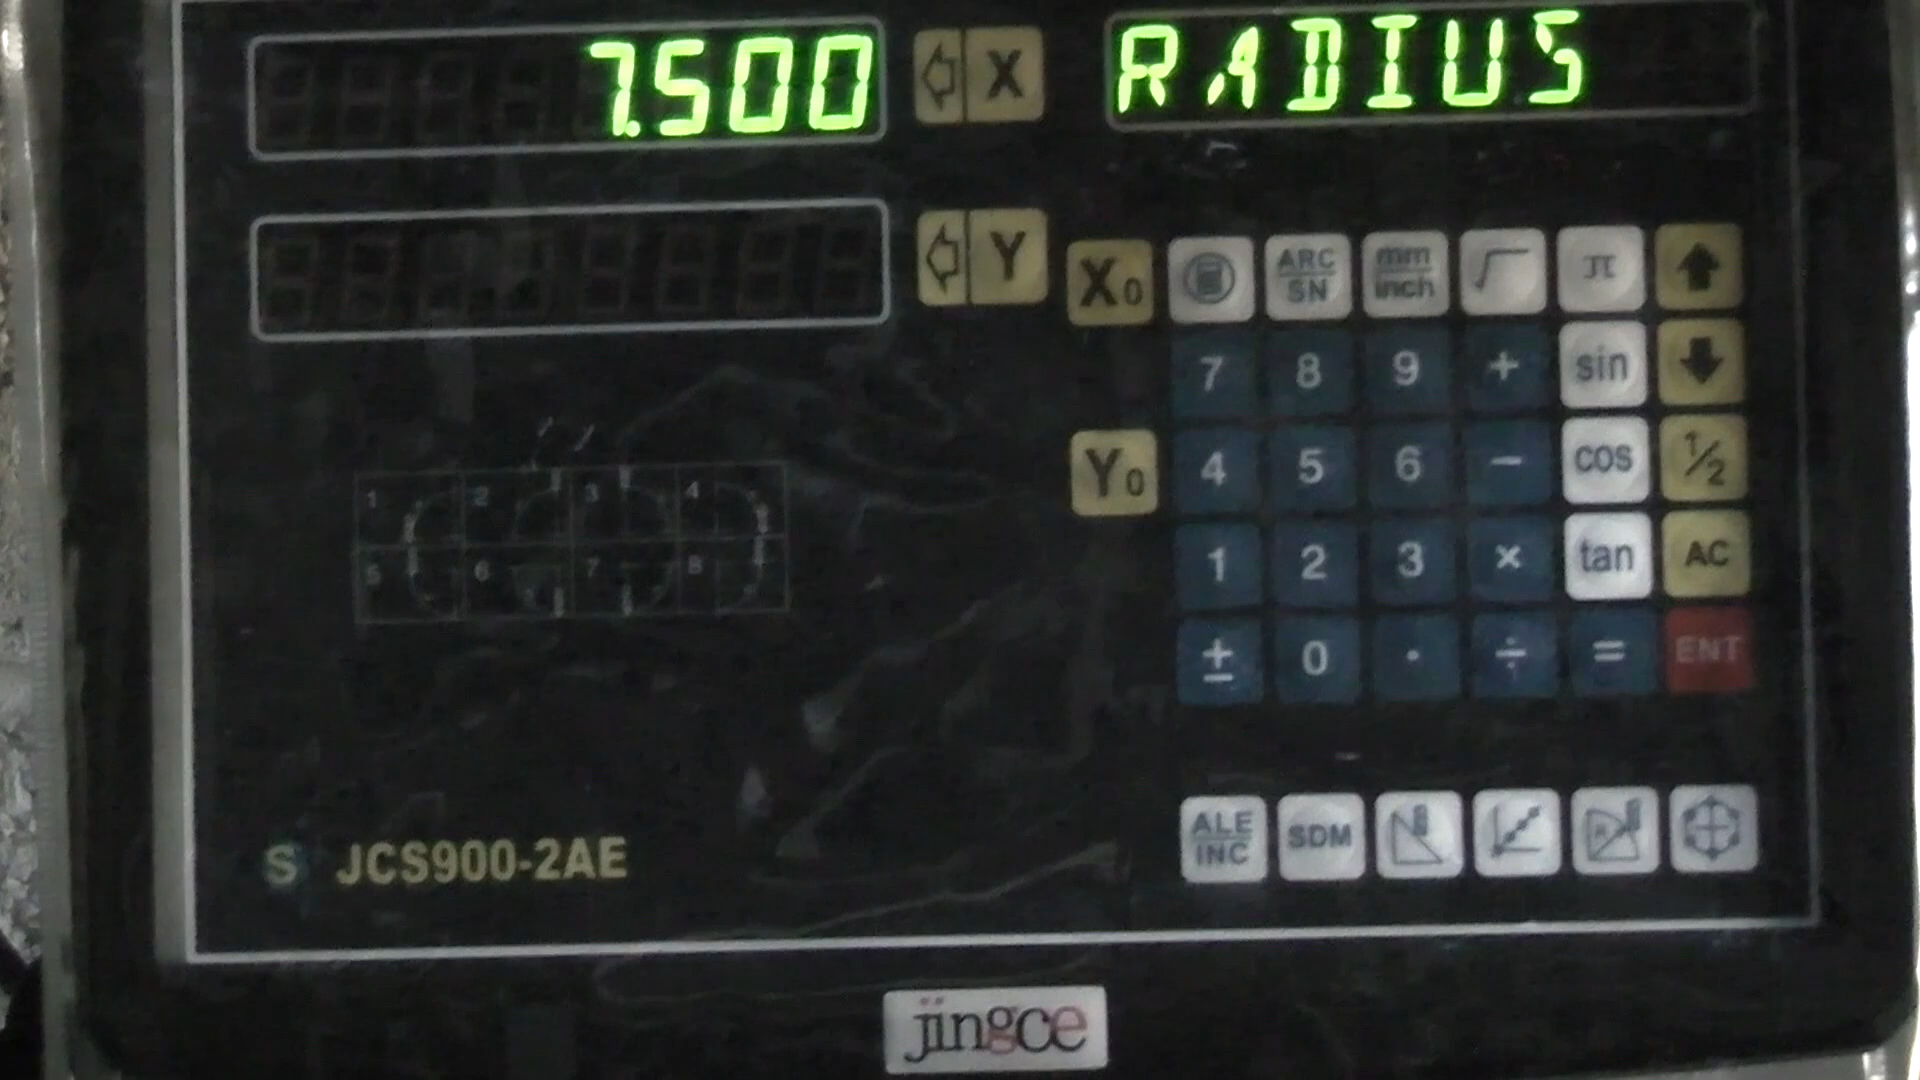 7.500 X RADIUS
Y
X0 ARC SN mm inch √ π
7 8 9 + sin
Y0 4 5 6 − cos 1/2
1 2 3 × tan AC
± 0 . ÷ = ENT
1 2 3 4
5 6 7 8
ALE INC SDM R
S JCS900-2AE
jingce